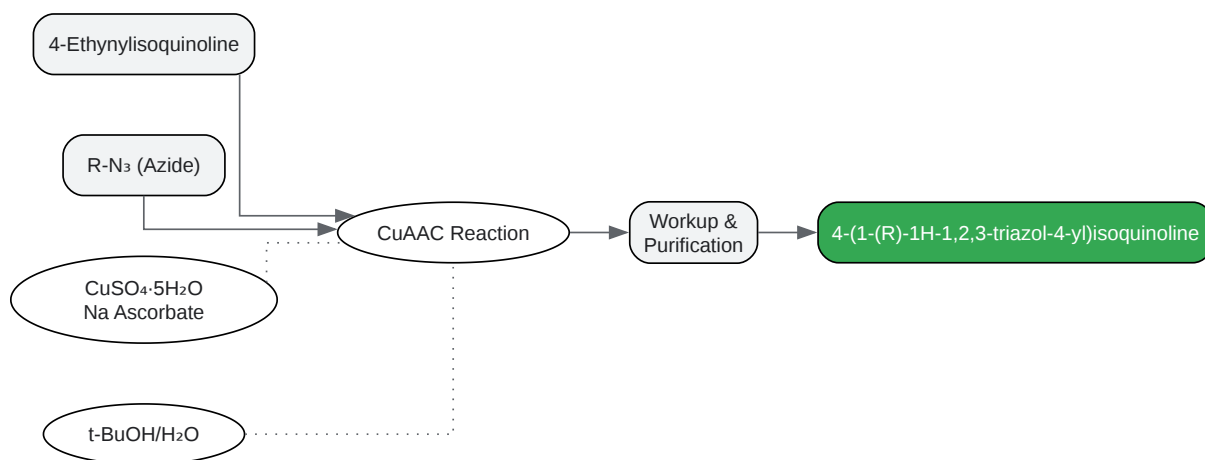 4-Ethynylisoquinoline
R-N₃ (Azide)
CuAAC Reaction
Workup &
Purification
4-(1-(R)-1H-1,2,3-triazol-4-yl)isoquinoline
CuSO₄·5H₂O
Na Ascorbate
t-BuOH/H₂O